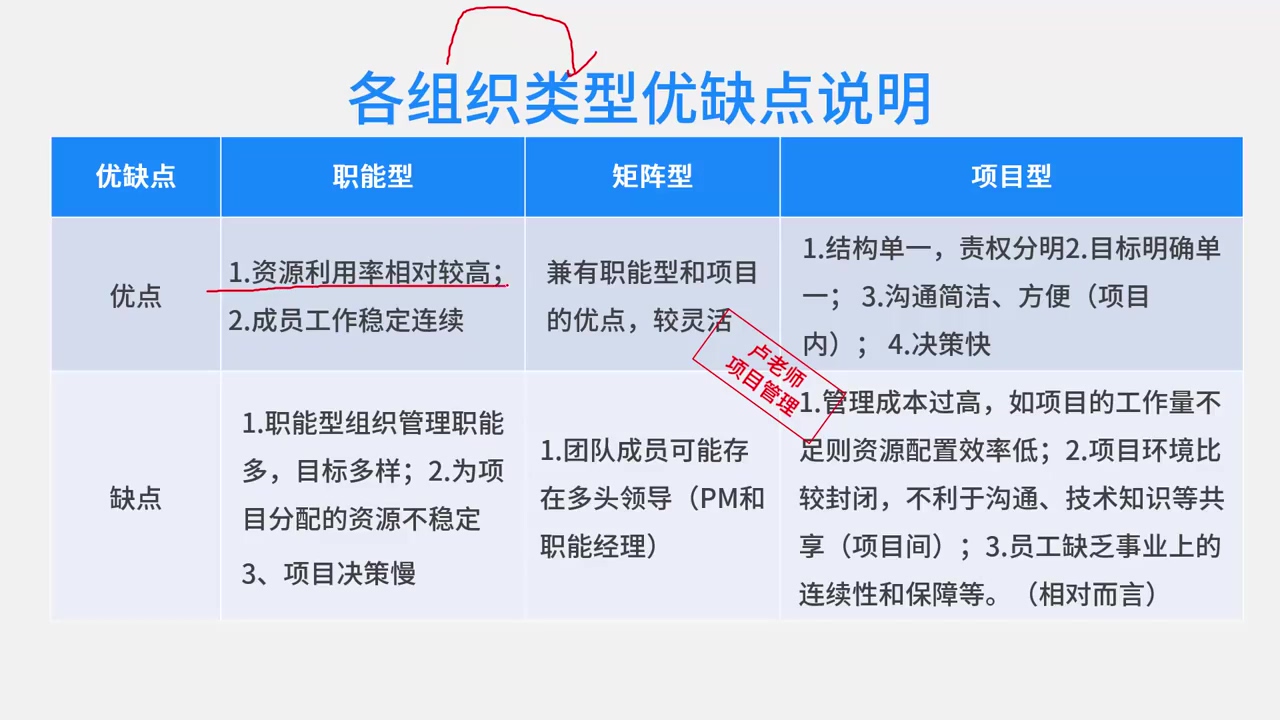 各组织类型优缺点说明
优缺点
职能型
矩阵型
项目型
优点
1.资源利用率相对较高；
2.成员工作稳定连续
兼有职能型和项目
的优点，较灵活
1.结构单一，责权分明2.目标明确单
一； 3.沟通简洁、方便（项目
内）； 4.决策快
卢老师
项目管理
缺点
1.职能型组织管理职能
多，目标多样；2.为项
目分配的资源不稳定
3、项目决策慢
1.团队成员可能存
在多头领导（PM和
职能经理）
1.管理成本过高，如项目的工作量不
足则资源配置效率低；2.项目环境比
较封闭，不利于沟通、技术知识等共
享（项目间）；3.员工缺乏事业上的
连续性和保障等。（相对而言）